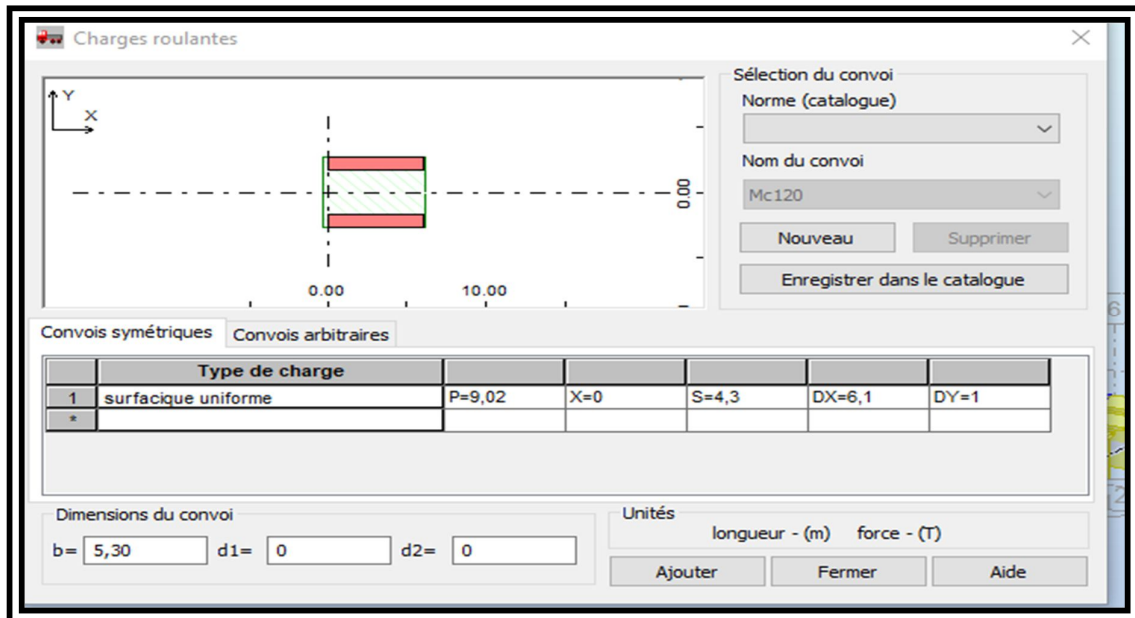 Charges roulantes
Y
X
0.00
0.00 10.00
Sélection du convoi
Norme (catalogue)
Nom du convoi
Mc120
Nouveau Supprimer
Enregistrer dans le catalogue
Convois symétriques Convois arbitraires
Type de charge
1 surfacique uniforme P=9,02 X=0 S=4,3 DX=6,1 DY=1
*
Dimensions du convoi
b= 5,30 d1= 0 d2= 0
Unités
longueur - (m) force - (T)
Ajouter Fermer Aide
6
2